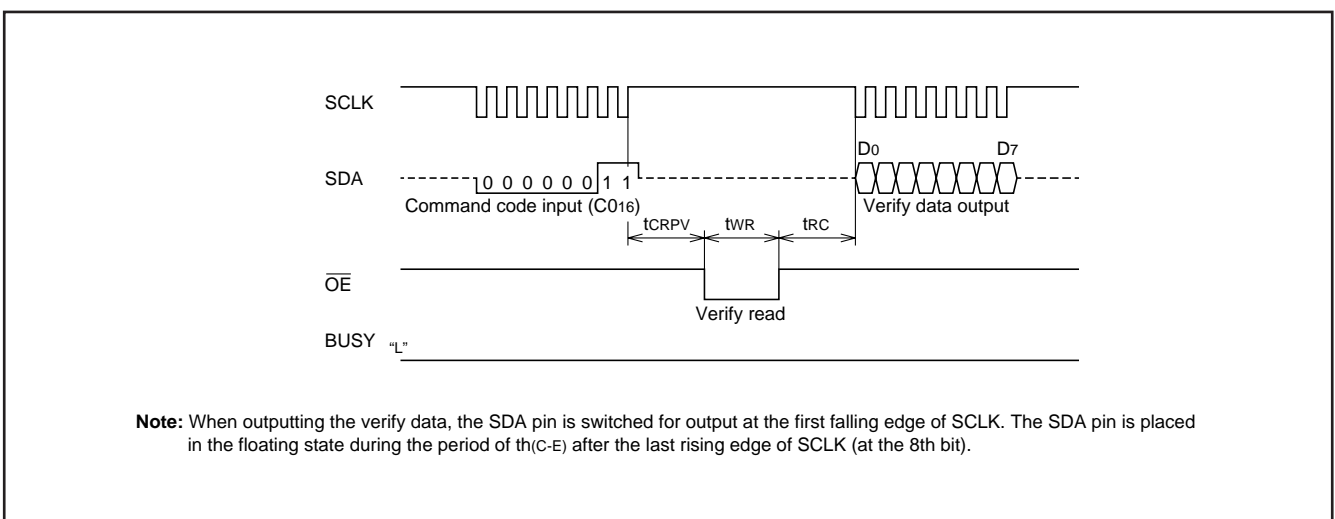 SCLK
D0 D7
SDA
0 0 0 0 0 0 1 1
Command code input (C016)
Verify data output
tCRPV tWR tRC
OE
Verify read
BUSY “L”
Note: When outputting the verify data, the SDA pin is switched for output at the first falling edge of SCLK. The SDA pin is placed
in the floating state during the period of th(C-E) after the last rising edge of SCLK (at the 8th bit).